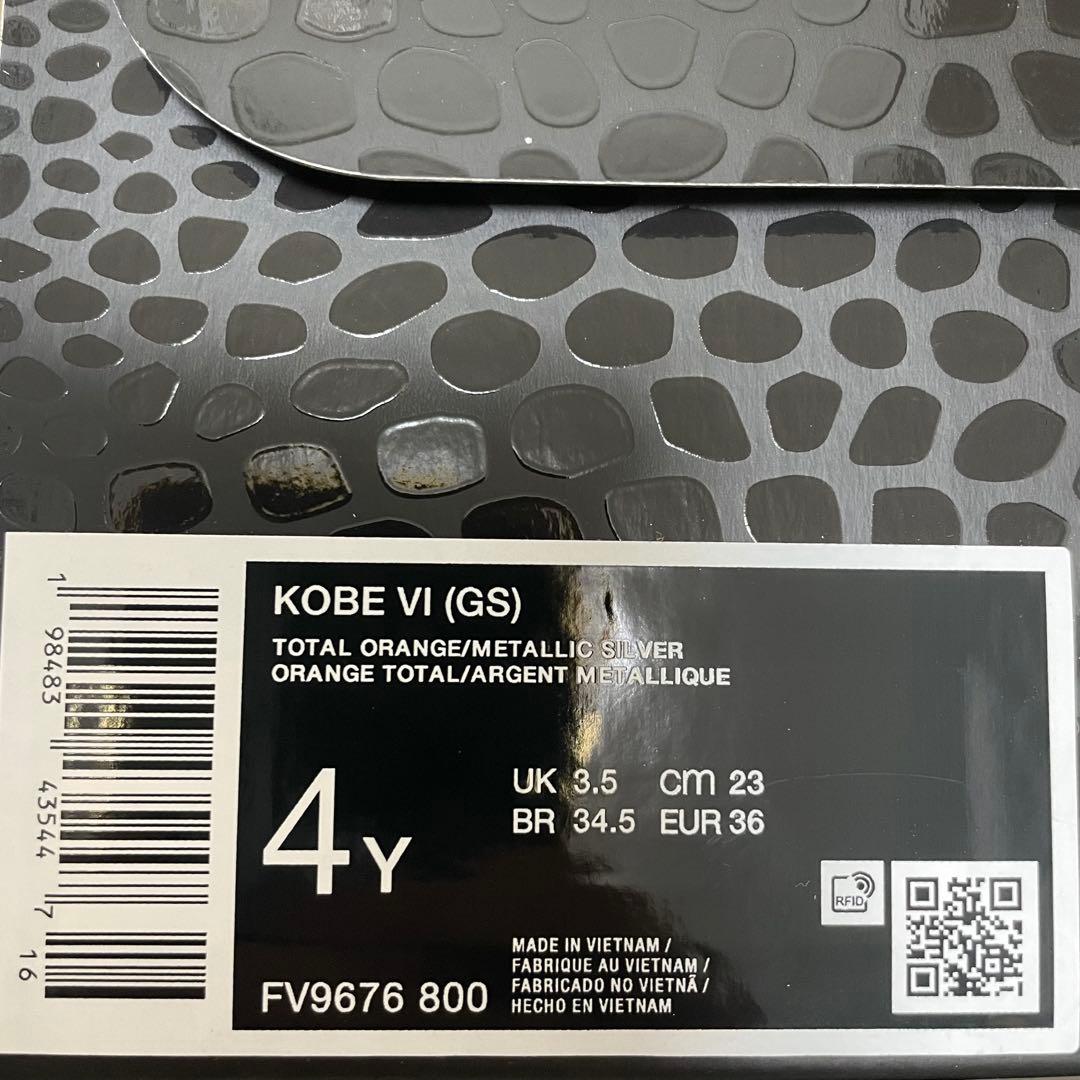 KOBE VI (GS)
TOTAL ORANGE/METALLIC SILVER
ORANGE TOTAL/ARGENT METALLIQUE
4Y
UK 3.5 CM 23
BR 34.5 EUR 36
RFID
MADE IN VIETNAM /
FABRIQUE AU VIETNAM /
FABRICADO NO VIETNÃ /
HECHO EN VIETNAM
FV9676 800
1 98483 43544 7 16